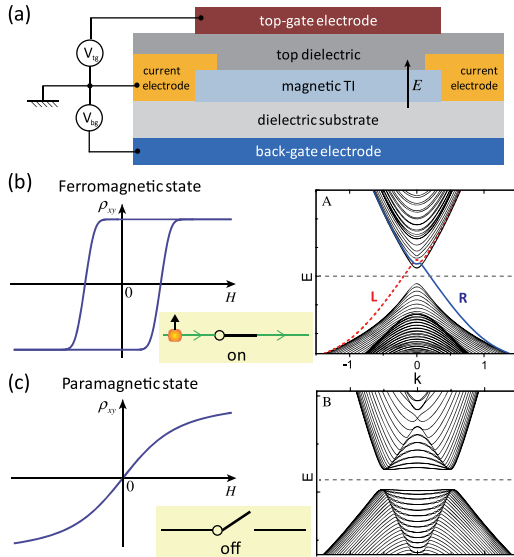 (a)
top-gate electrode
V_tg
top dielectric
current
electrode
magnetic TI
E
current
electrode
V_bg
dielectric substrate
back-gate electrode
(b)
Ferromagnetic state
ρ_xy
0
H
on
A
E
L
R
-1
0
1
k
(c)
Paramagnetic state
ρ_xy
0
H
off
B
E